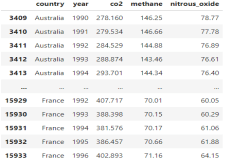 country year co2 methane nitrous_oxide
3409 Australia 1990 278.160 146.25 78.77
3410 Australia 1991 279.534 146.66 77.78
3411 Australia 1992 284.529 144.88 76.89
3412 Australia 1993 288.874 143.46 76.61
3413 Australia 1994 293.701 144.34 76.40
... ... ... ... ... ...
15929 France 1992 407.717 70.01 60.05
15930 France 1993 388.398 70.15 60.29
15931 France 1994 381.576 70.17 61.06
15932 France 1995 386.457 70.66 61.88
15933 France 1996 402.893 71.16 64.15